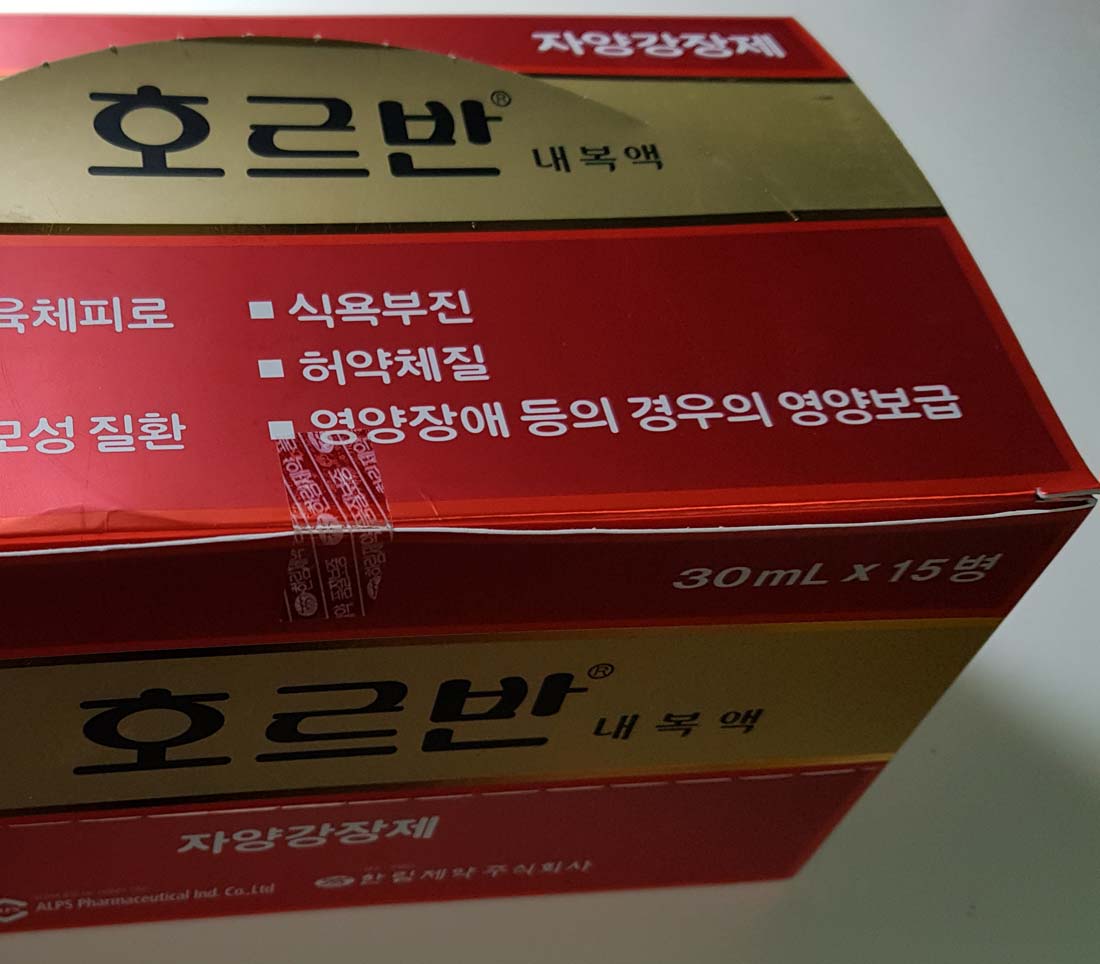 자양강장제
호르반® 내복액
육체피로 ■ 식욕부진
■ 허약체질
모성 질환 ■ 영양장애 등의 경우의 영양보급
30mL x 15병
호르반® 내복액
자양강장제
ALPS Pharmaceutical Ind. Co.,Ltd 한림제약주식회사